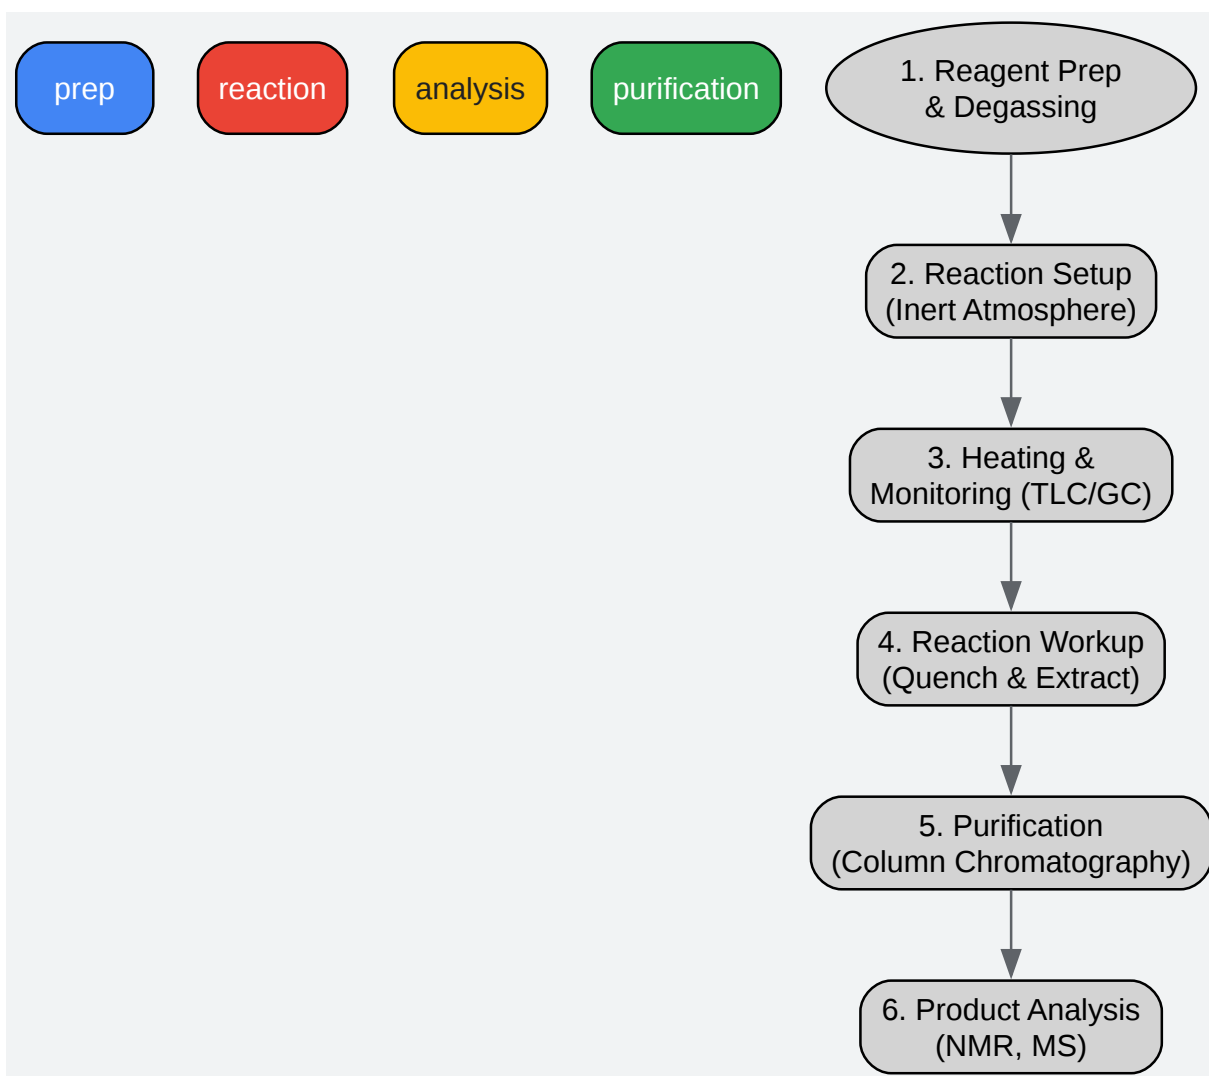 prep
reaction
analysis
purification
1. Reagent Prep
& Degassing
2. Reaction Setup
(Inert Atmosphere)
3. Heating &
Monitoring (TLC/GC)
4. Reaction Workup
(Quench & Extract)
5. Purification
(Column Chromatography)
6. Product Analysis
(NMR, MS)